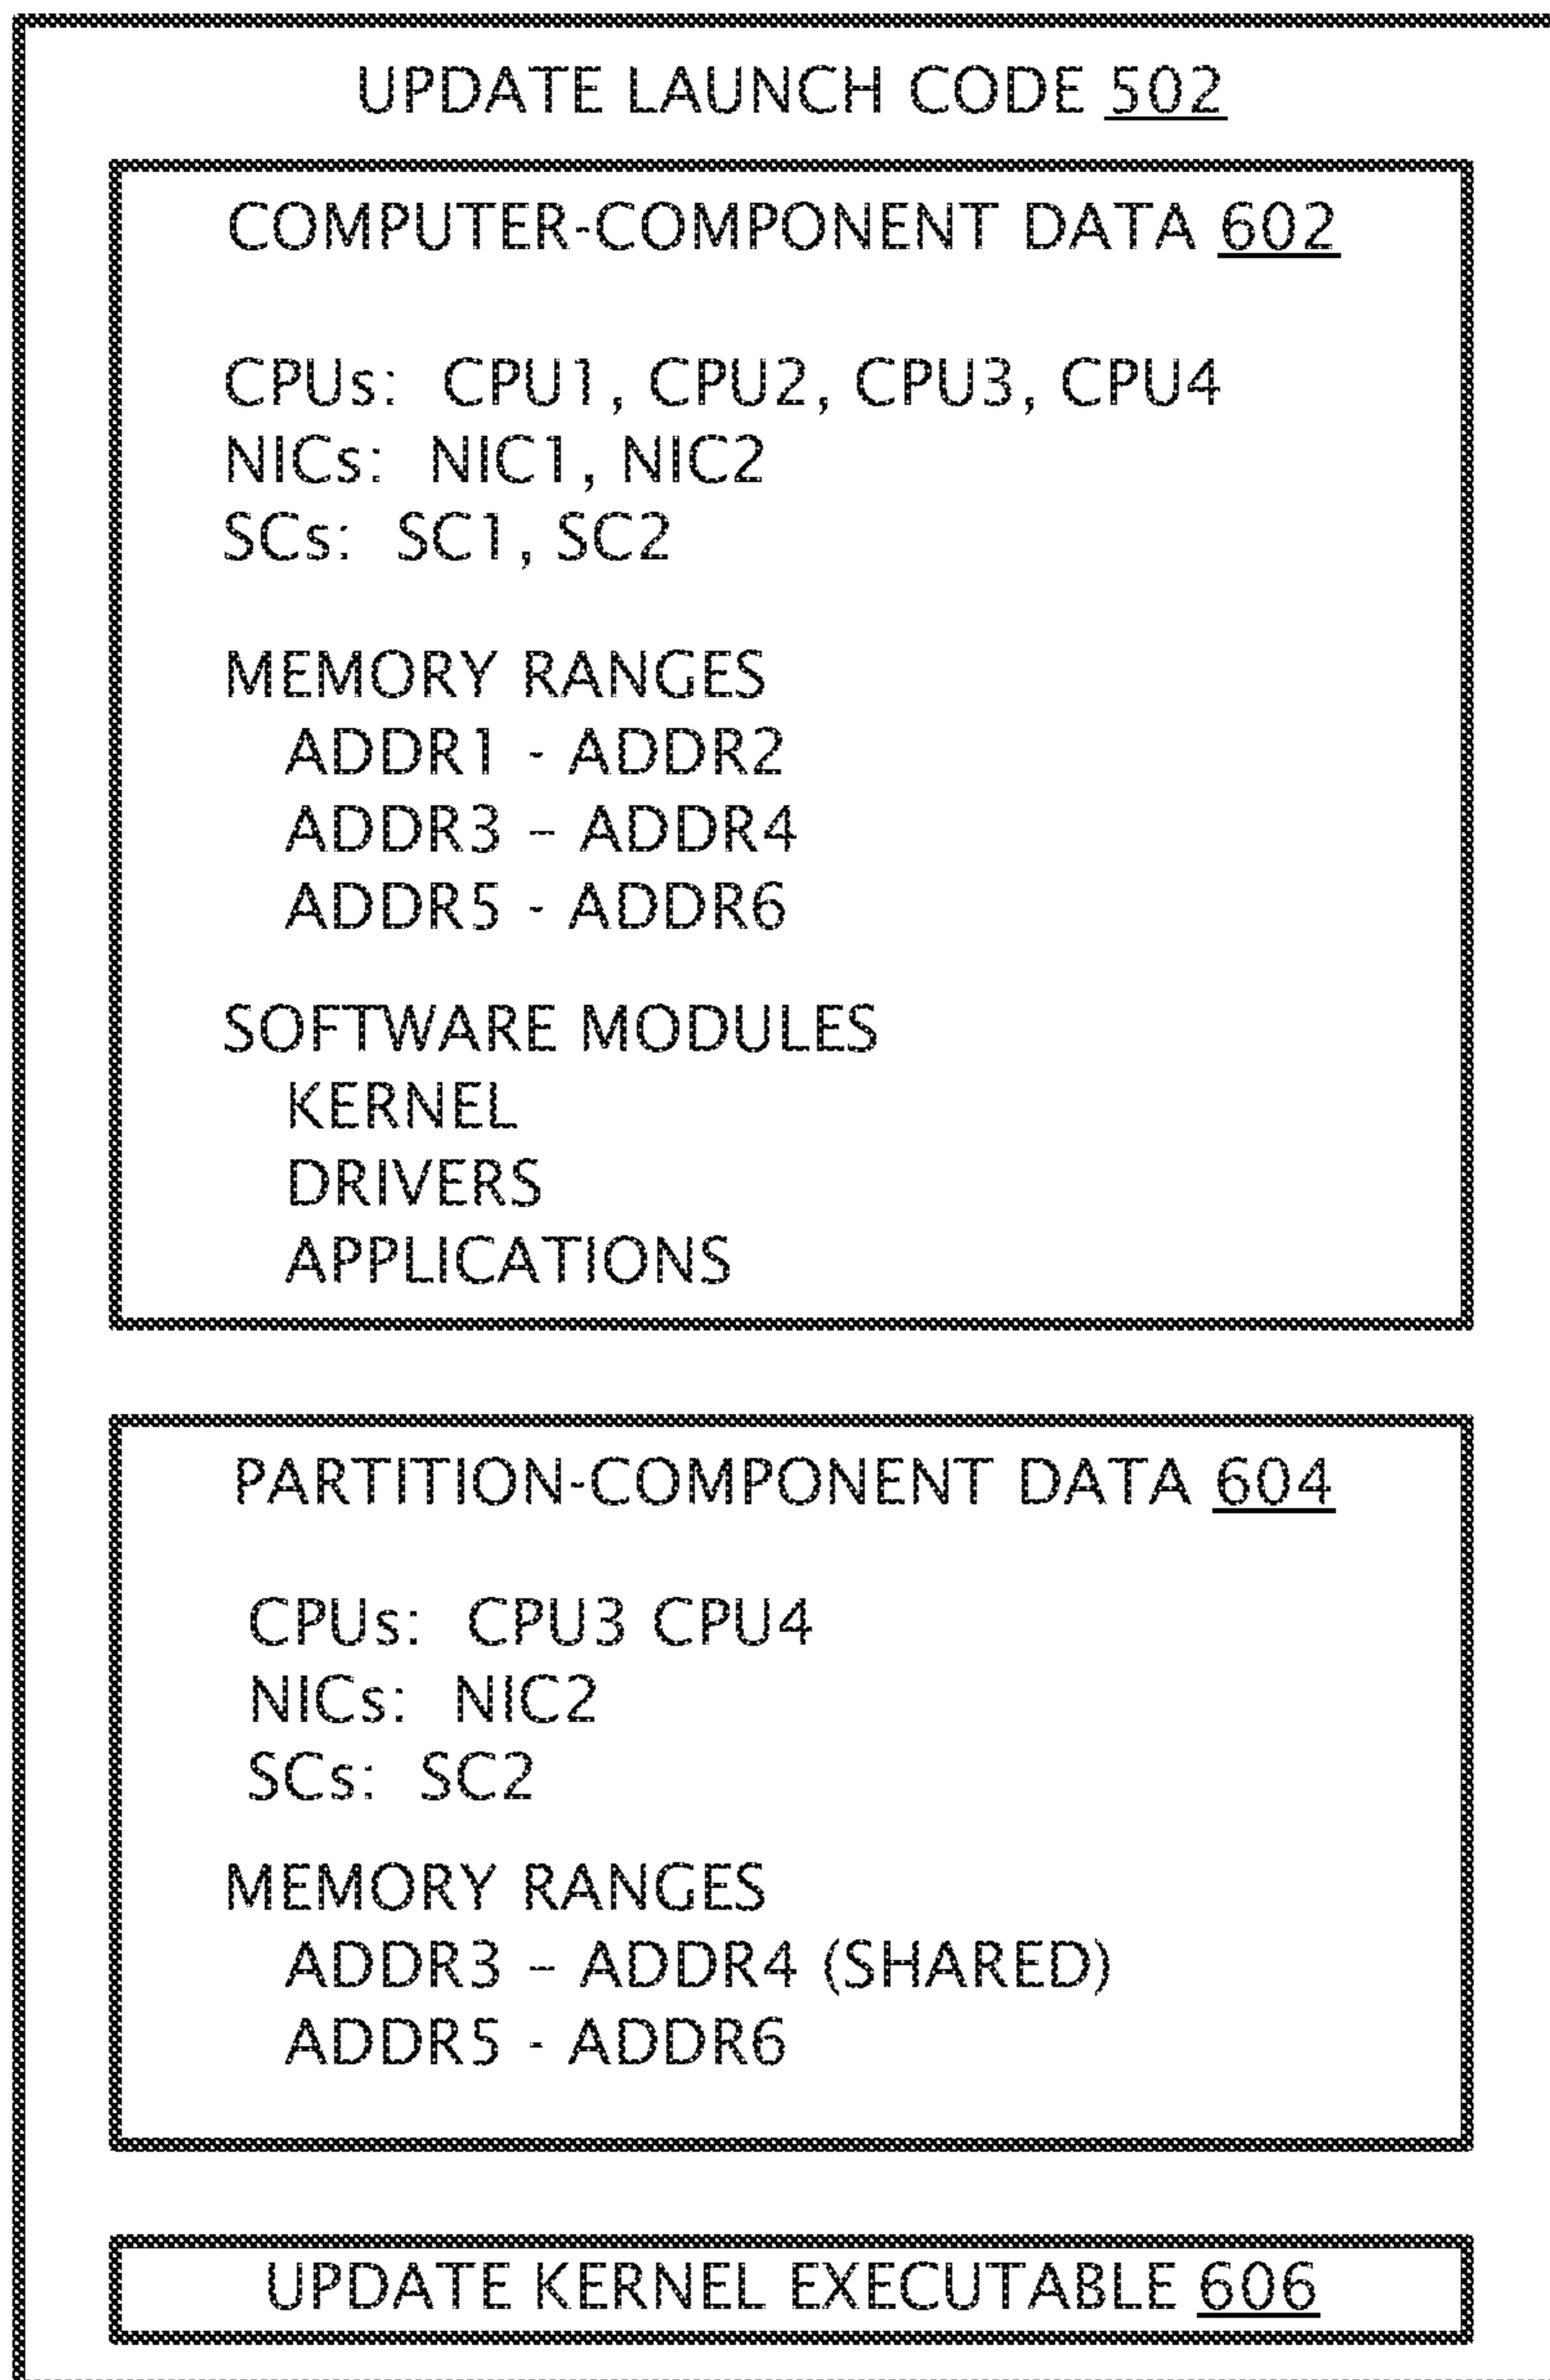 UPDATE LAUNCH CODE 502
COMPUTER-COMPONENT DATA 602
CPUs: CPU1, CPU2, CPU3, CPU4
NICs: NIC1, NIC2
SCs: SC1, SC2
MEMORY RANGES
ADDR1 - ADDR2
ADDR3 – ADDR4
ADDR5 - ADDR6
SOFTWARE MODULES
KERNEL
DRIVERS
APPLICATIONS
PARTITION-COMPONENT DATA 604
CPUs: CPU3 CPU4
NICs: NIC2
SCs: SC2
MEMORY RANGES
ADDR3 – ADDR4 (SHARED)
ADDR5 - ADDR6
UPDATE KERNEL EXECUTABLE 606